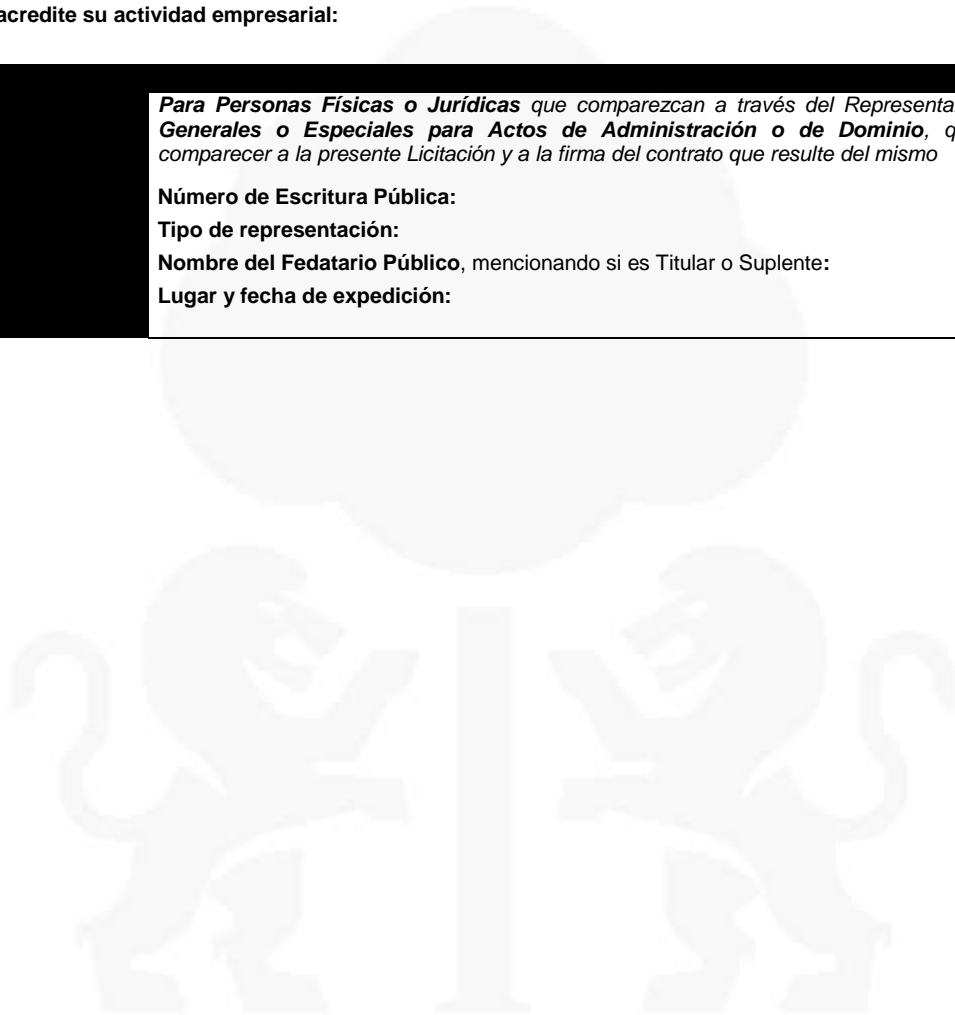 acredite su actividad empresarial:
Para Personas Físicas o Jurídicas que comparezcan a través del Representa
Generales o Especiales para Actos de Administración o de Dominio, q
comparecer a la presente Licitación y a la firma del contrato que resulte del mismo
Número de Escritura Pública:
Tipo de representación:
Nombre del Fedatario Público, mencionando si es Titular o Suplente:
Lugar y fecha de expedición: